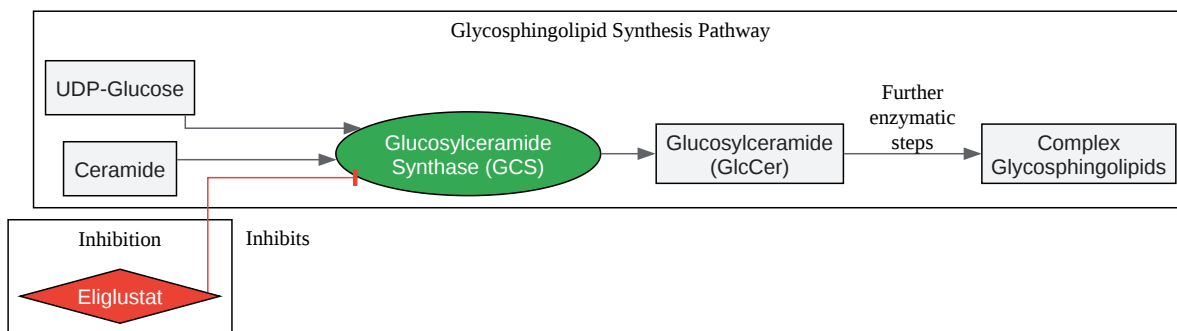 Glycosphingolipid Synthesis Pathway
UDP-Glucose
Ceramide
Glucosylceramide
Synthase (GCS)
Glucosylceramide
(GlcCer)
Further
enzymatic
steps
Complex
Glycosphingolipids
Inhibition
Inhibits
Eliglustat